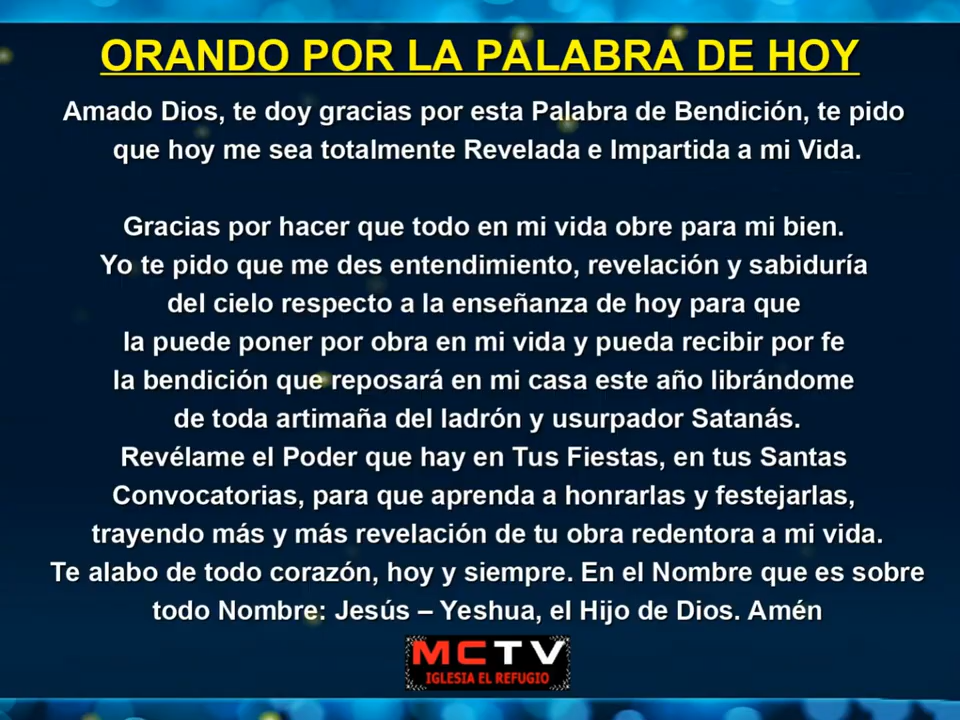 ORANDO POR LA PALABRA DE HOY
Amado Dios, te doy gracias por esta Palabra de Bendición, te pido
que hoy me sea totalmente Revelada e Impartida a mi Vida.
Gracias por hacer que todo en mi vida obre para mi bien.
Yo te pido que me des entendimiento, revelación y sabiduría
del cielo respecto a la enseñanza de hoy para que
la puede poner por obra en mi vida y pueda recibir por fe
la bendición que reposará en mi casa este año librándome
de toda artimaña del ladrón y usurpador Satanás.
Revélame el Poder que hay en Tus Fiestas, en tus Santas
Convocatorias, para que aprenda a honrarlas y festejarlas,
trayendo más y más revelación de tu obra redentora a mi vida.
Te alabo de todo corazón, hoy y siempre. En el Nombre que es sobre
todo Nombre: Jesús – Yeshua, el Hijo de Dios. Amén
MCTV
IGLESIA EL REFUGIO